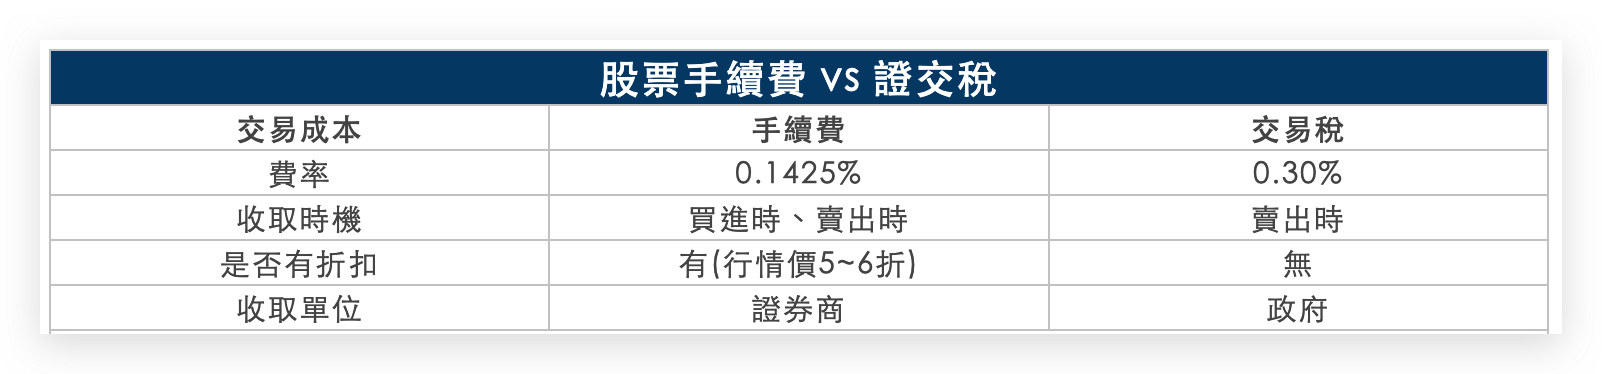 股票手續費 VS 證交稅
交易成本 手續費 交易稅
費率 0.1425% 0.30%
收取時機 買進時、賣出時 賣出時
是否有折扣 有(行情價5~6折) 無
收取單位 證券商 政府